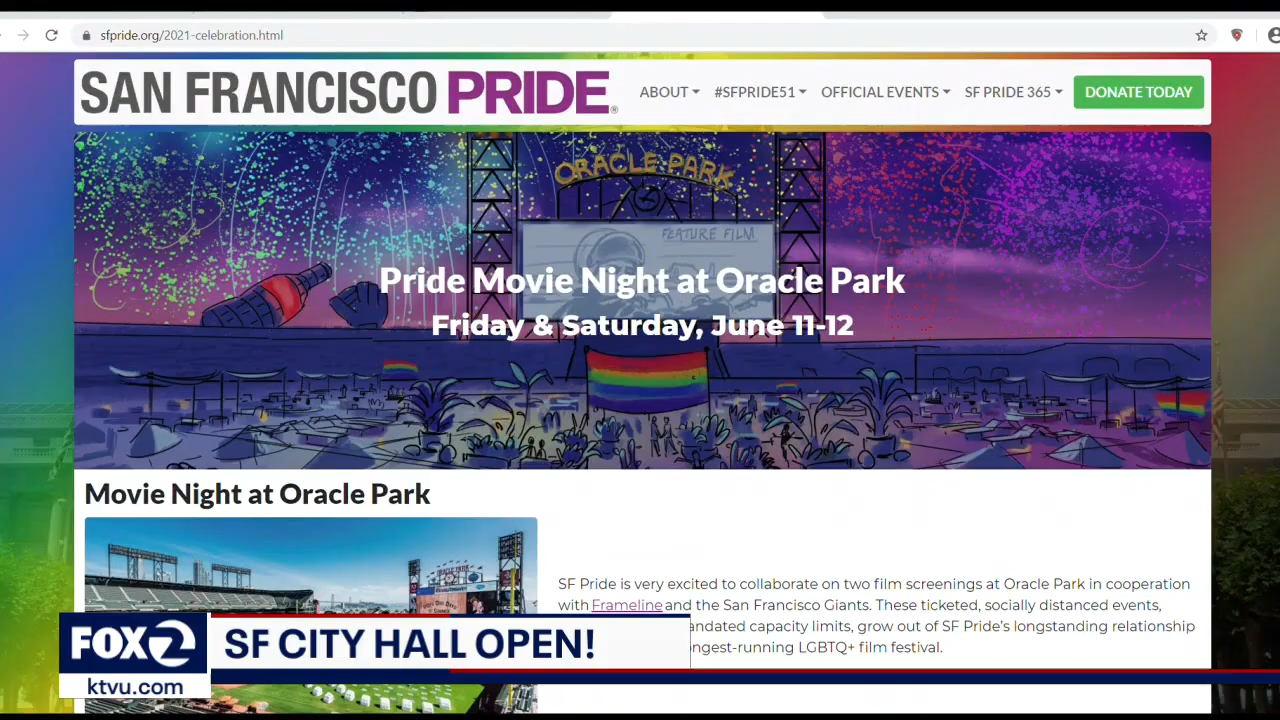 sfpride.org/2021-celebration.html
SAN FRANCISCO PRIDE®
ABOUT
#SFPRIDE51
OFFICIAL EVENTS
SF PRIDE 365
DONATE TODAY
ORACLE PARK
FEATURE FILM
Pride Movie Night at Oracle Park
Friday & Saturday, June 11-12
Movie Night at Oracle Park
ORACLE PARK
SF Pride is very excited to collaborate on two film screenings at Oracle Park in cooperation
with Frameline and the San Francisco Giants. These ticketed, socially distanced events,
andated capacity limits, grow out of SF Pride's longstanding relationship
ngest-running LGBTQ+ film festival.
FOX 2
ktvu.com
SF CITY HALL OPEN!